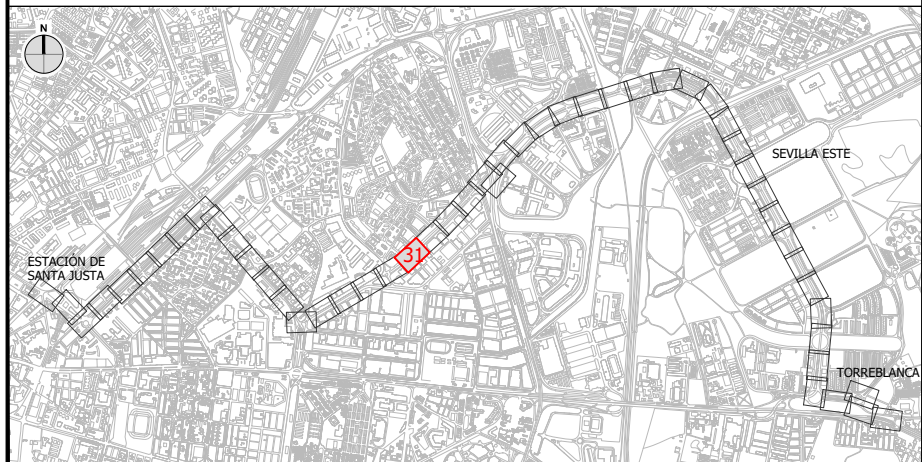 N
SEVILLA ESTE
31
ESTACIÓN DE
SANTA JUSTA
TORREBLANCA